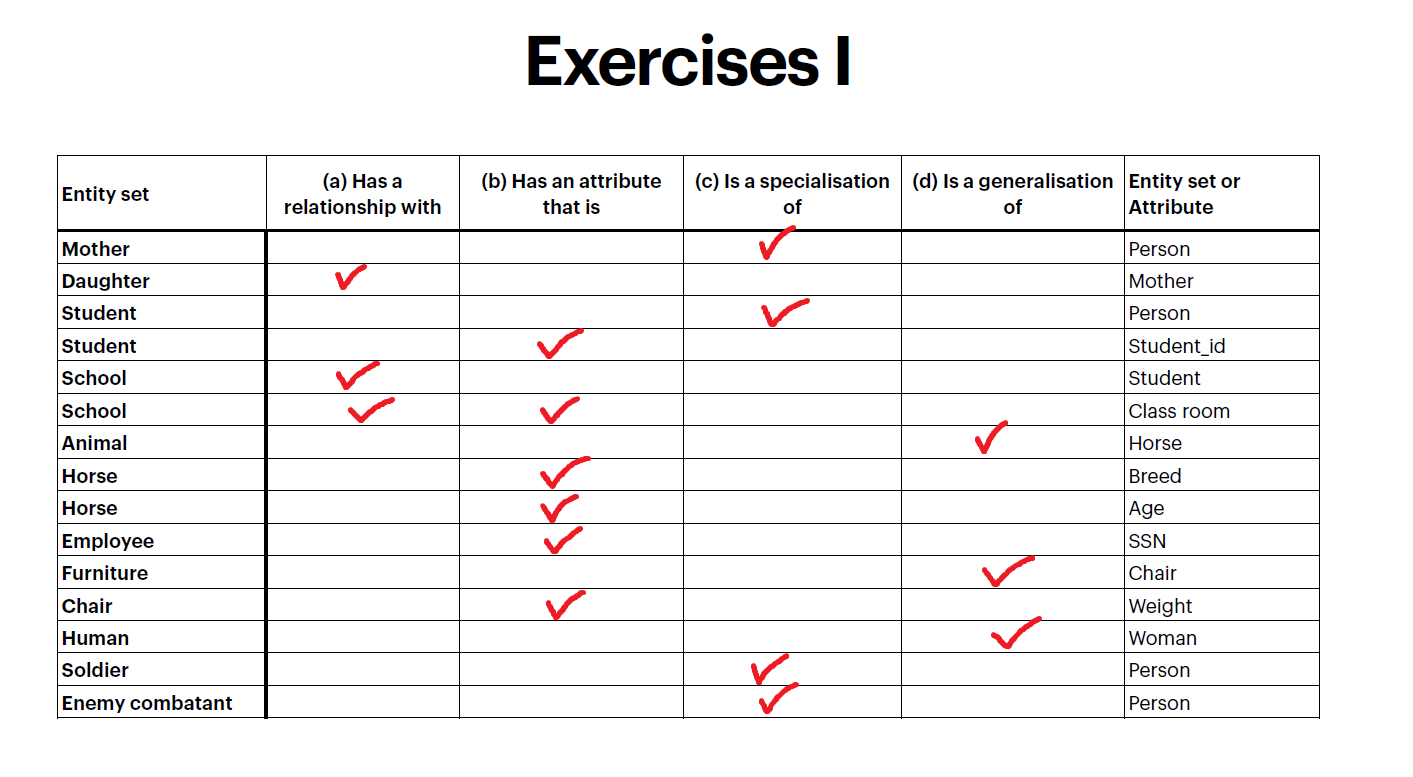 Exercises I
Entity set
(a) Has a
relationship with
(b) Has an attribute
that is
(c) Is a specialisation
of
(d) Is a generalisation
of
Entity set or
Attribute
Mother Person
Daughter Mother
Student Person
Student Student_id
School Student
School Class room
Animal Horse
Horse Breed
Horse Age
Employee SSN
Furniture Chair
Chair Weight
Human Woman
Soldier Person
Enemy combatant Person